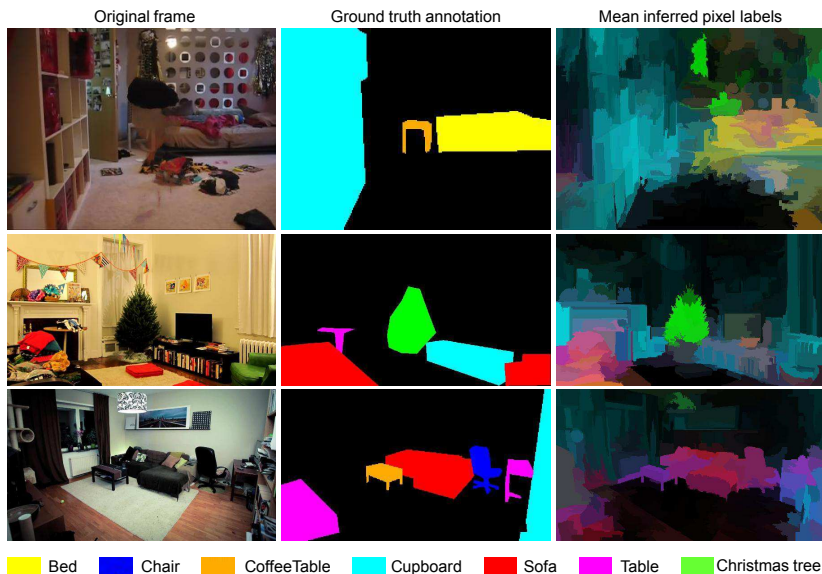 Original frame Ground truth annotation Mean inferred pixel labels
Bed Chair CoffeeTable Cupboard Sofa Table Christmas tree